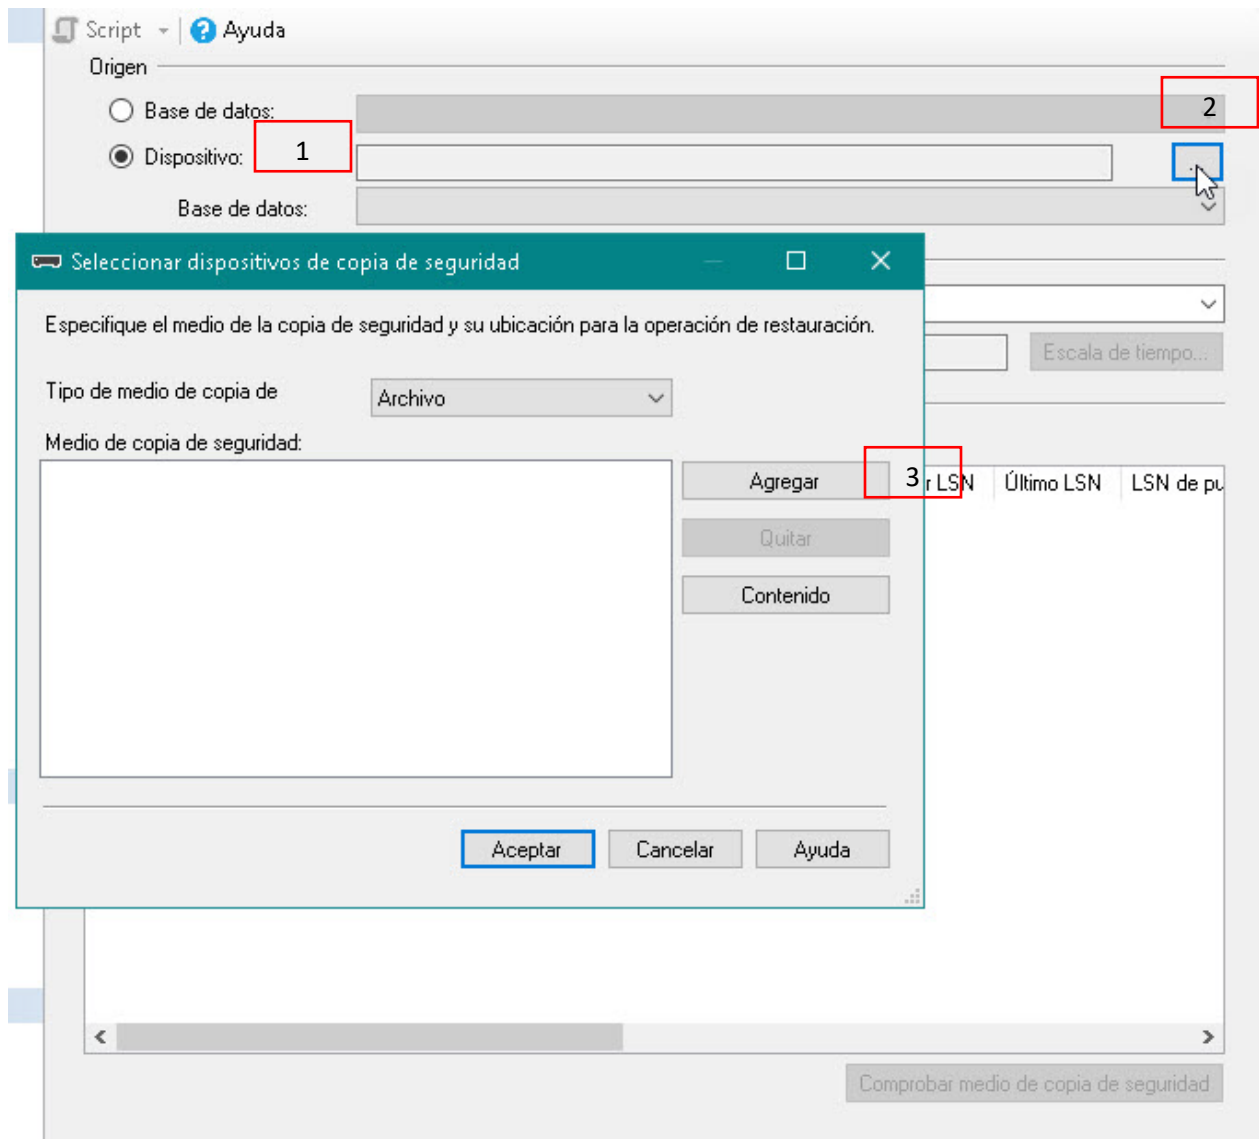 Script Ayuda
Origen
Base de datos:
2
Dispositivo:
1
...
Base de datos:
Seleccionar dispositivos de copia de seguridad
Especifique el medio de la copia de seguridad y su ubicación para la operación de restauración.
Escala de tiempo...
Tipo de medio de copia de
Archivo
Medio de copia de seguridad:
Agregar
3
LSN Último LSN LSN de pu
Quitar
Contenido
Aceptar Cancelar Ayuda
Comprobar medio de copia de seguridad